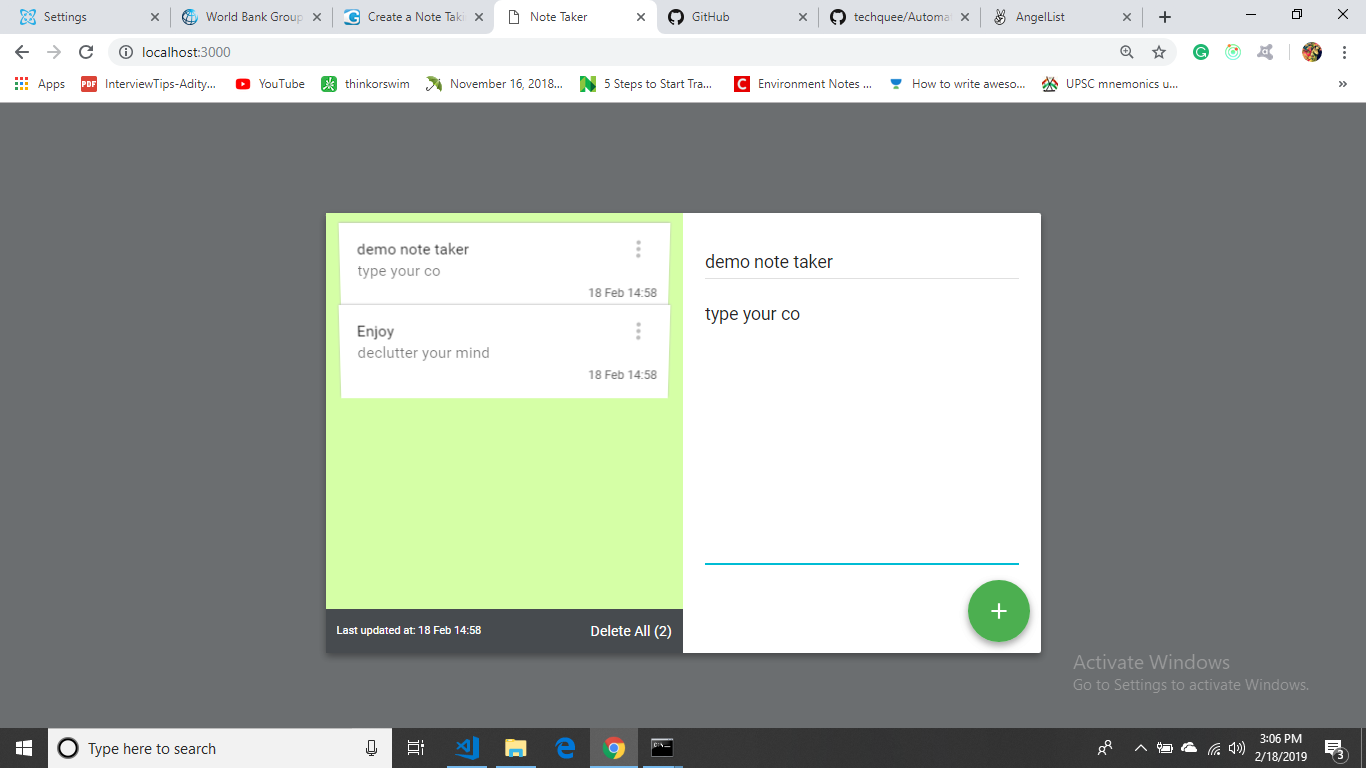 Settings
World Bank Group
Create a Note Taki
Note Taker
GitHub
techquee/Automa
AngelList
localhost:3000
Apps
PDF
InterviewTips-Adity...
YouTube
thinkorswim
November 16, 2018...
5 Steps to Start Tra...
C
Environment Notes ...
How to write aweso...
UPSC mnemonics u...
demo note taker
type your co
18 Feb 14:58
Enjoy
declutter your mind
18 Feb 14:58
Last updated at: 18 Feb 14:58
Delete All (2)
demo note taker
type your co
Activate Windows
Go to Settings to activate Windows.
Type here to search
3:06 PM
2/18/2019
3